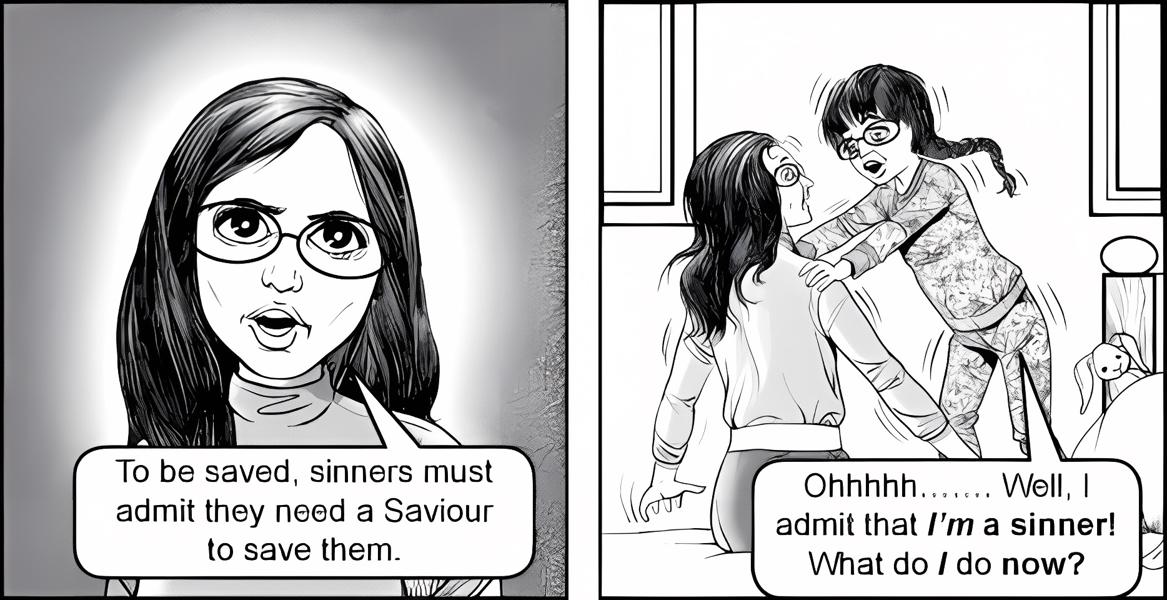 To be saved, sinners must
admit they need a Saviour
to save them.
Ohhhhh....... Well, I
admit that I'm a sinner!
What do I do now?